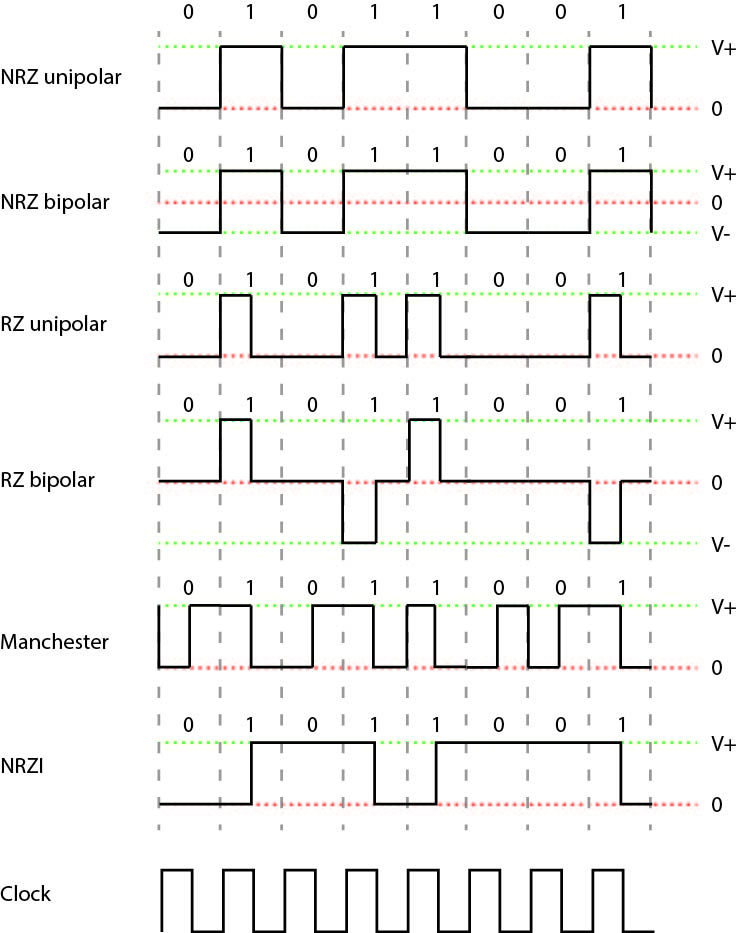 0 1 0 1 1 0 0 1
V+
NRZ unipolar
0
0 1 0 1 1 0 0 1
V+
NRZ bipolar 0
V-
0 1 0 1 1 0 0 1
V+
RZ unipolar
0
0 1 0 1 1 0 0 1
V+
RZ bipolar 0
V-
0 1 0 1 1 0 0 1
V+
Manchester
0
0 1 0 1 1 0 0 1
V+
NRZI
0
Clock